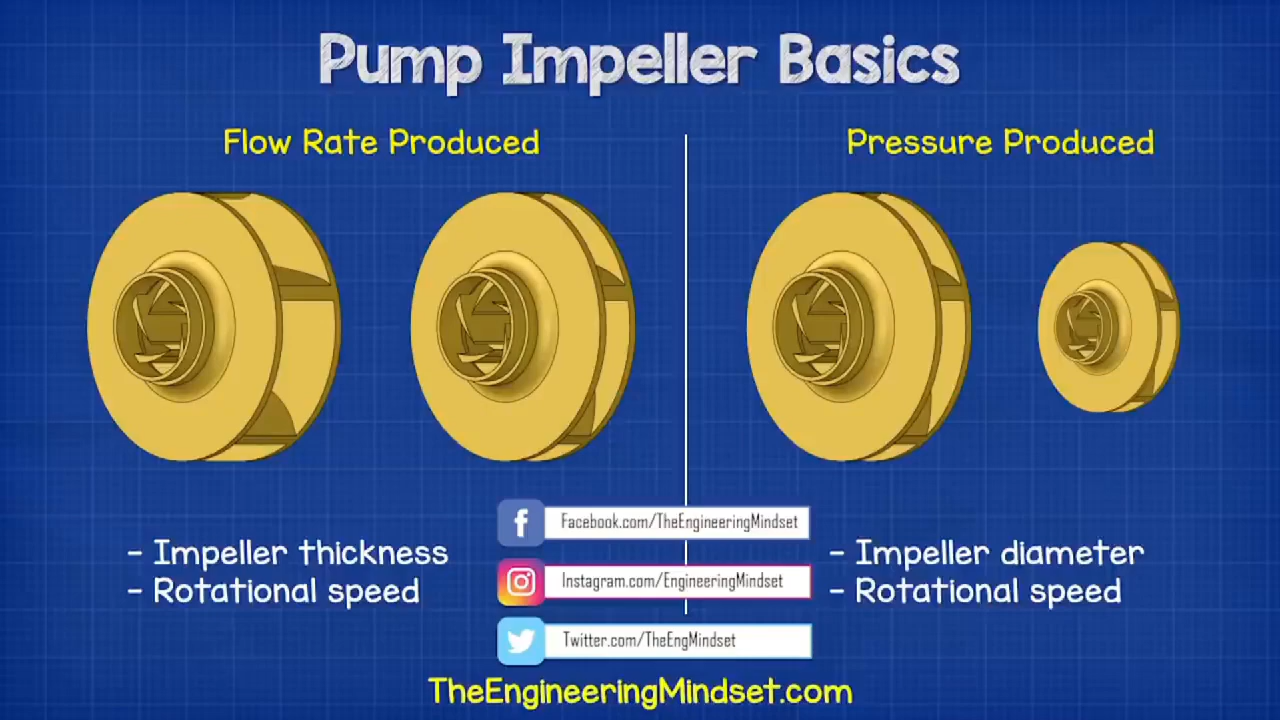 Pump Impeller Basics
Flow Rate Produced
Pressure Produced
- Impeller thickness
- Rotational speed
Facebook.com/TheEngineeringMindset
Instagram.com/EngineeringMindset
Twitter.com/TheEngMindset
- Impeller diameter
- Rotational speed
TheEngineeringMindset.com